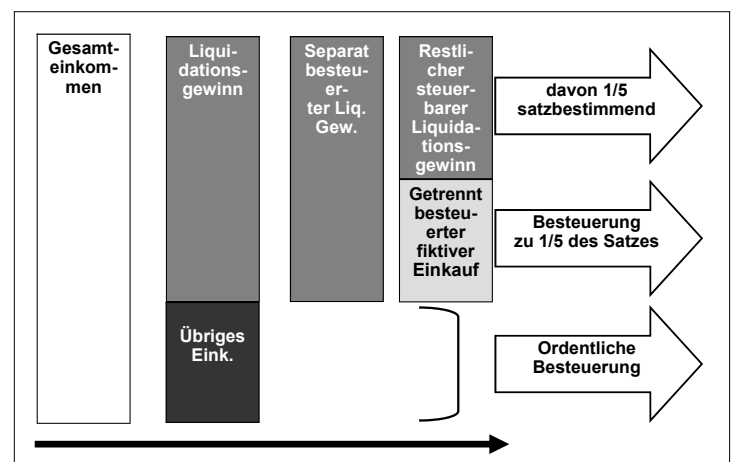 Gesamt-
einkom-
men
Liqui-
dations-
gewinn
Separat
besteu-
er-
ter Liq.
Gew.
Restli-
cher
steuer-
barer
Liquida-
tions-
gewinn
davon 1/5
satzbestimmend
Getrennt
besteu-
erter
fiktiver
Einkauf
Besteuerung
zu 1/5 des Satzes
Übriges
Eink.
Ordentliche
Besteuerung